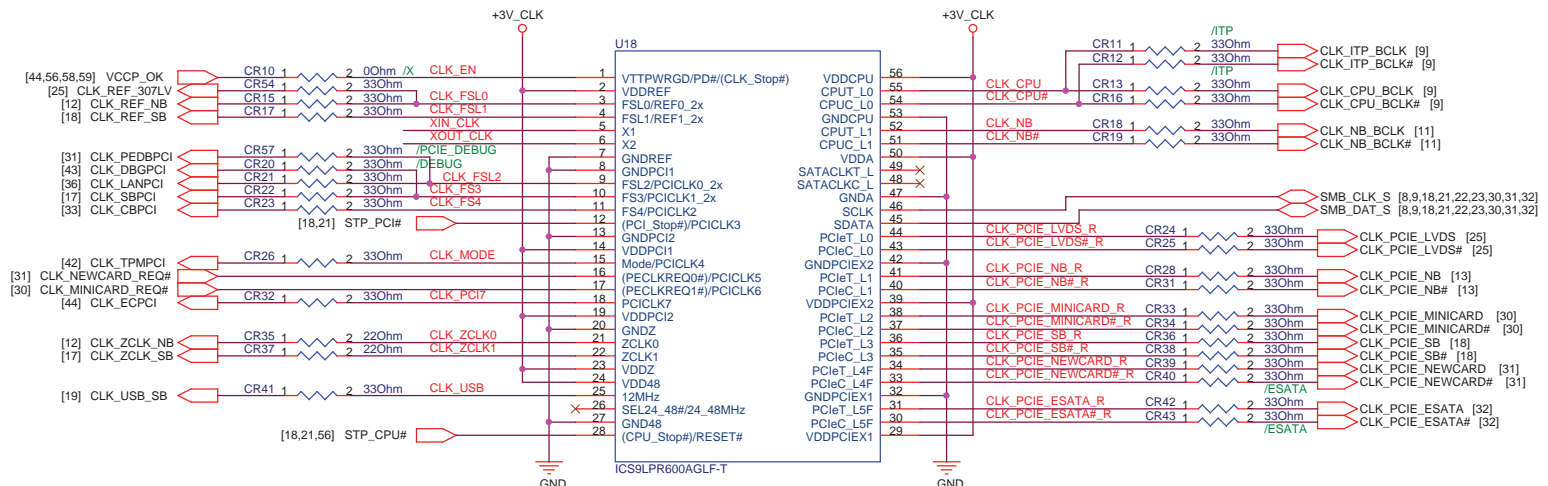 +3V_CLK +3V_CLK
U18
[44,56,58,59] VCCP_OK CR10 1 2 0Ohm /X CLK_EN 1 VTTPWRGD/PD#/(CLK_Stop#)
[25] CLK_REF_307LV CR54 1 2 33Ohm 2 VDDREF
[12] CLK_REF_NB CR15 1 2 33Ohm CLK_FSL0 3 FSL0/REF0_2x
[18] CLK_REF_SB CR17 1 2 33Ohm CLK_FSL1 4 FSL1/REF1_2x
XIN_CLK 5 X1
XOUT_CLK 6 X2
[31] CLK_PEDBPCI CR57 1 2 33Ohm /PCIE_DEBUG 7 GNDREF
[43] CLK_DBGPCI CR20 1 2 33Ohm /DEBUG 8 GNDPCI1
[36] CLK_LANPCI CR21 1 2 33Ohm CLK_FSL2 9 FSL2/PCICLK0_2x
[17] CLK_SBPCI CR22 1 2 33Ohm CLK_FS3 10 FS3/PCICLK1_2x
[33] CLK_CBPCI CR23 1 2 33Ohm CLK_FS4 11 FS4/PCICLK2
[18,21] STP_PCI# 12 (PCI_Stop#)/PCICLK3
13 GNDPCI2
14 VDDPCI1
[42] CLK_TPMPCI CR26 1 2 33Ohm CLK_MODE 15 Mode/PCICLK4
[31] CLK_NEWCARD_REQ# 16 (PECLKREQ0#)/PCICLK5
[30] CLK_MINICARD_REQ# 17 (PECLKREQ1#)/PCICLK6
[44] CLK_ECPCI CR32 1 2 33Ohm CLK_PCI7 18 PCICLK7
19 VDDPCI2
20 GNDZ
[12] CLK_ZCLK_NB CR35 1 2 22Ohm CLK_ZCLK0 21 ZCLK0
[17] CLK_ZCLK_SB CR37 1 2 22Ohm CLK_ZCLK1 22 ZCLK1
23 VDDZ
24 VDD48
[19] CLK_USB_SB CR41 1 2 33Ohm CLK_USB 25 12MHz
26 SEL24_48#/24_48MHz
27 GND48
[18,21,56] STP_CPU# 28 (CPU_Stop#)/RESET#
ICS9LPR600AGLF-T
GND
/ITP
CR11 1 2 33Ohm CLK_ITP_BCLK [9]
CR12 1 2 33Ohm CLK_ITP_BCLK# [9]
/ITP
VDDCPU 56
CPUT_L0 55 CLK_CPU CR13 1 2 33Ohm CLK_CPU_BCLK [9]
CPUC_L0 54 CLK_CPU# CR16 1 2 33Ohm CLK_CPU_BCLK# [9]
GNDCPU 53
CPUT_L1 52 CLK_NB CR18 1 2 33Ohm CLK_NB_BCLK [11]
CPUC_L1 51 CLK_NB# CR19 1 2 33Ohm CLK_NB_BCLK# [11]
VDDA 50
SATACLKT_L 49
SATACLKC_L 48
GNDA 47
SCLK 46 SMB_CLK_S [8,9,18,21,22,23,30,31,32]
SDATA 45 SMB_DAT_S [8,9,18,21,22,23,30,31,32]
PCIeT_L0 44 CLK_PCIE_LVDS_R CR24 1 2 33Ohm CLK_PCIE_LVDS [25]
PCIeC_L0 43 CLK_PCIE_LVDS#_R CR25 1 2 33Ohm CLK_PCIE_LVDS# [25]
GNDPCIEX2 42
PCIeT_L1 41 CLK_PCIE_NB_R CR28 1 2 33Ohm CLK_PCIE_NB [13]
PCIeC_L1 40 CLK_PCIE_NB#_R CR31 1 2 33Ohm CLK_PCIE_NB# [13]
VDDPCIEX2 39
PCIeT_L2 38 CLK_PCIE_MINICARD_R CR33 1 2 33Ohm CLK_PCIE_MINICARD [30]
PCIeC_L2 37 CLK_PCIE_MINICARD#_R CR34 1 2 33Ohm CLK_PCIE_MINICARD# [30]
PCIeT_L3 36 CLK_PCIE_SB_R CR36 1 2 33Ohm CLK_PCIE_SB [18]
PCIeC_L3 35 CLK_PCIE_SB#_R CR38 1 2 33Ohm CLK_PCIE_SB# [18]
PCIeT_L4F 34 CLK_PCIE_NEWCARD_R CR39 1 2 33Ohm CLK_PCIE_NEWCARD [31]
PCIeC_L4F 33 CLK_PCIE_NEWCARD#_R CR40 1 2 33Ohm CLK_PCIE_NEWCARD# [31]
GNDPCIEX1 32 /ESATA
PCIeT_L5F 31 CLK_PCIE_ESATA_R CR42 1 2 33Ohm CLK_PCIE_ESATA [32]
PCIeC_L5F 30 CLK_PCIE_ESATA#_R CR43 1 2 33Ohm CLK_PCIE_ESATA# [32]
VDDPCIEX1 29 /ESATA
GND